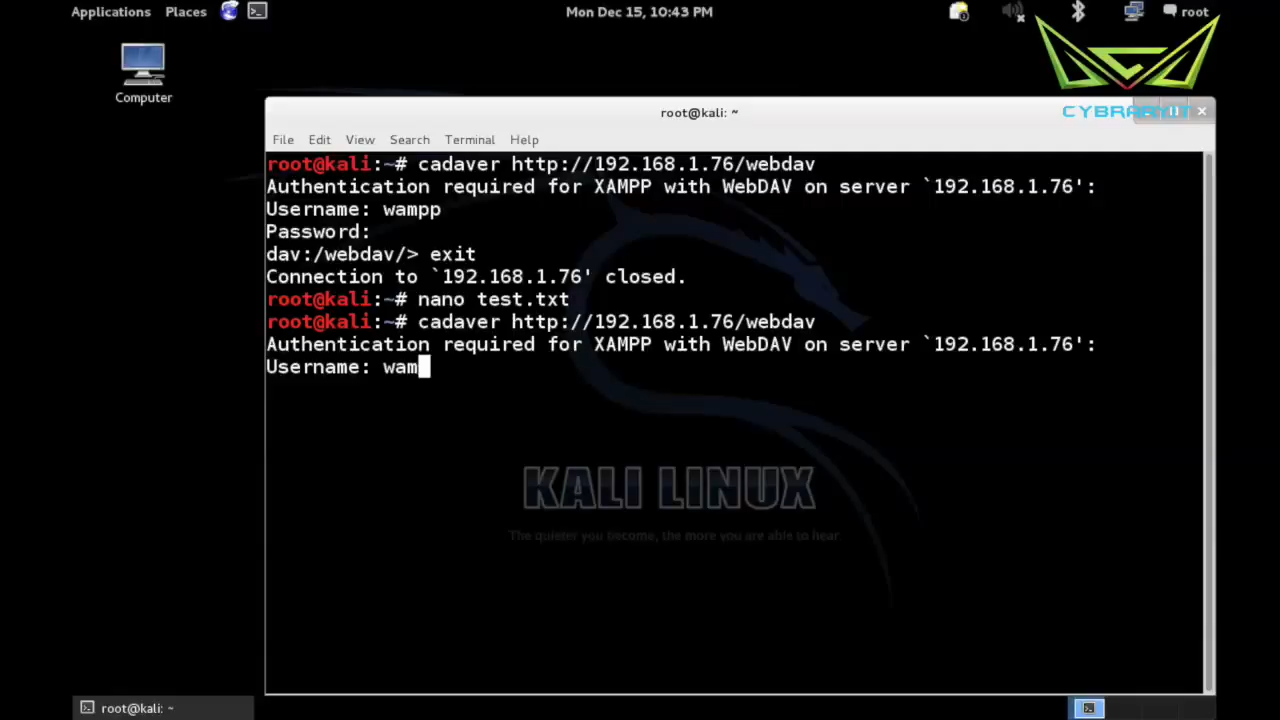 Applications Places Mon Dec 15, 10:43 PM root
Computer
CYBRARYIT
root@kali: ~
File Edit View Search Terminal Help
root@kali:~# cadaver http://192.168.1.76/webdav
Authentication required for XAMPP with WebDAV on server `192.168.1.76':
Username: wampp
Password:
dav:/webdav/> exit
Connection to `192.168.1.76' closed.
root@kali:~# nano test.txt
root@kali:~# cadaver http://192.168.1.76/webdav
Authentication required for XAMPP with WebDAV on server `192.168.1.76':
Username: wam
KALI LINUX
The quieter you become, the more you are able to hear
root@kali: ~